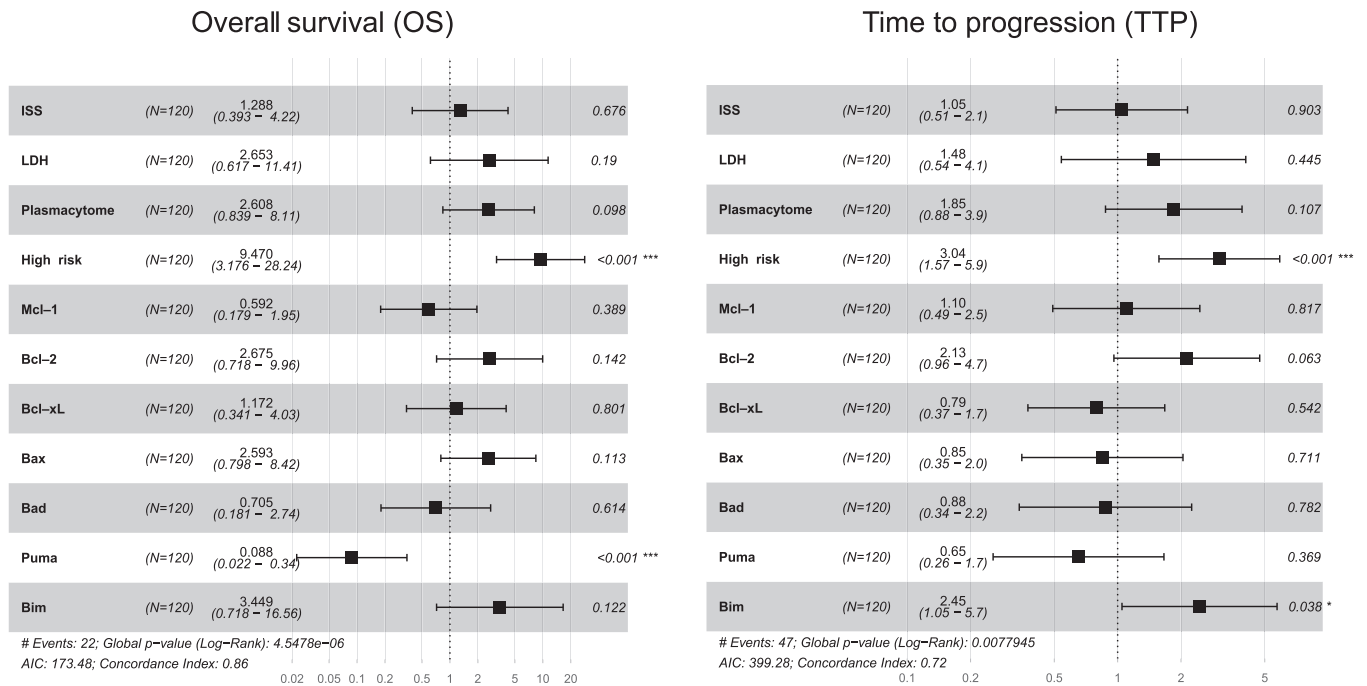 Overall survival (OS)
ISS (N=120) 1.288 (0.393 − 4.22) 0.676
LDH (N=120) 2.653 (0.617 − 11.41) 0.19
Plasmacytome (N=120) 2.608 (0.839 − 8.11) 0.098
High risk (N=120) 9.470 (3.176 − 28.24) <0.001 ***
Mcl−1 (N=120) 0.592 (0.179 − 1.95) 0.389
Bcl−2 (N=120) 2.675 (0.718 − 9.96) 0.142
Bcl−xL (N=120) 1.172 (0.341 − 4.03) 0.801
Bax (N=120) 2.593 (0.798 − 8.42) 0.113
Bad (N=120) 0.705 (0.181 − 2.74) 0.614
Puma (N=120) 0.088 (0.022 − 0.34) <0.001 ***
Bim (N=120) 3.449 (0.718 − 16.56) 0.122
# Events: 22; Global p−value (Log−Rank): 4.5478e−06
AIC: 173.48; Concordance Index: 0.86
0.02 0.05 0.1 0.2 0.5 1 2 5 10 20
Time to progression (TTP)
ISS (N=120) 1.05 (0.51 − 2.1) 0.903
LDH (N=120) 1.48 (0.54 − 4.1) 0.445
Plasmacytome (N=120) 1.85 (0.88 − 3.9) 0.107
High risk (N=120) 3.04 (1.57 − 5.9) <0.001 ***
Mcl−1 (N=120) 1.10 (0.49 − 2.5) 0.817
Bcl−2 (N=120) 2.13 (0.96 − 4.7) 0.063
Bcl−xL (N=120) 0.79 (0.37 − 1.7) 0.542
Bax (N=120) 0.85 (0.35 − 2.0) 0.711
Bad (N=120) 0.88 (0.34 − 2.2) 0.782
Puma (N=120) 0.65 (0.26 − 1.7) 0.369
Bim (N=120) 2.45 (1.05 − 5.7) 0.038 *
# Events: 47; Global p−value (Log−Rank): 0.0077945
AIC: 399.28; Concordance Index: 0.72
0.1 0.2 0.5 1 2 5